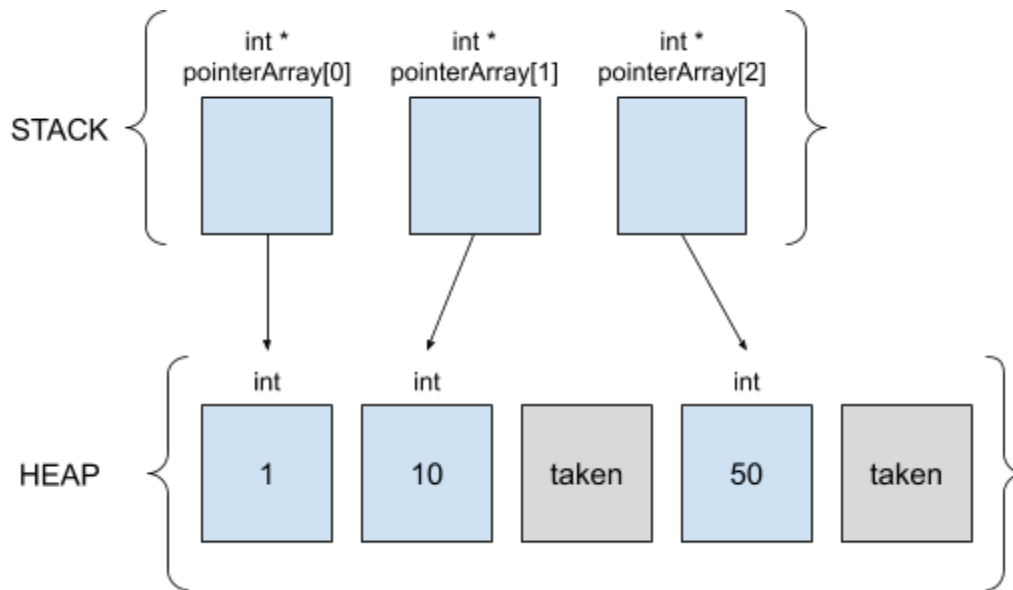 int *
pointerArray[0]
int *
pointerArray[1]
int *
pointerArray[2]
STACK
int
int
int
HEAP
1
10
taken
50
taken